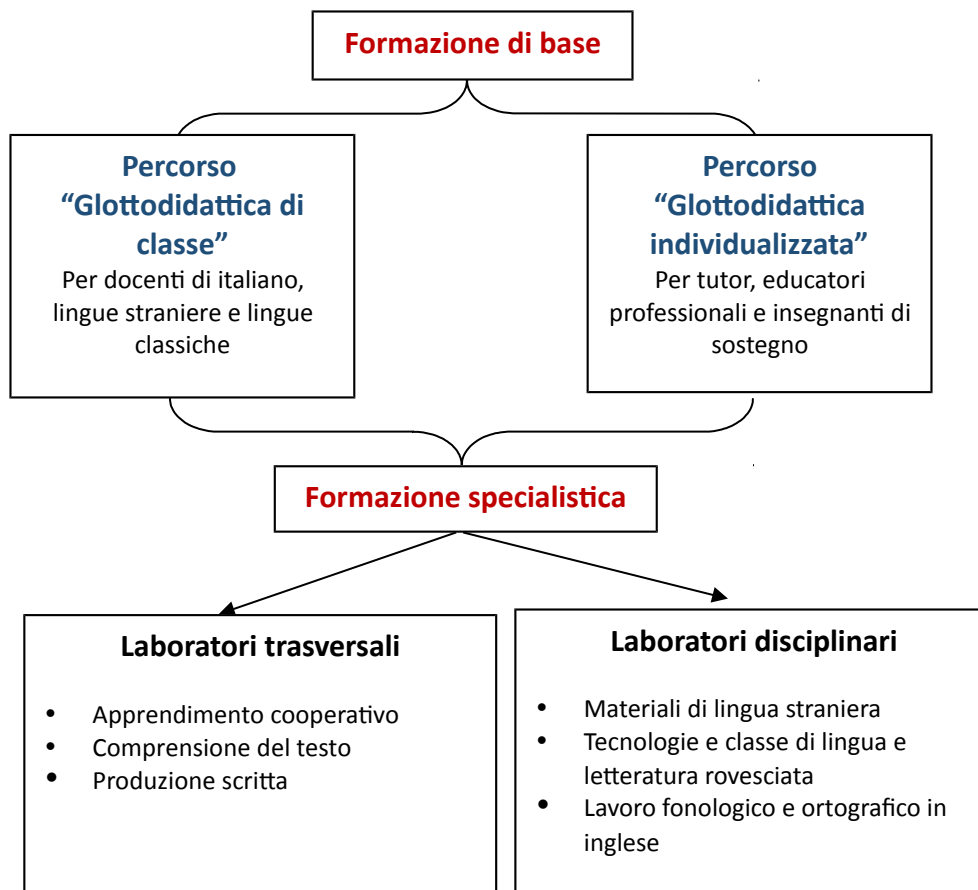 Formazione di base
Percorso
“Glottodidattica di
classe”
Per docenti di italiano,
lingue straniere e lingue
classiche
Percorso
“Glottodidattica
individualizzata”
Per tutor, educatori
professionali e insegnanti di
sostegno
Formazione specialistica
Laboratori trasversali
• Apprendimento cooperativo
• Comprensione del testo
• Produzione scritta
Laboratori disciplinari
• Materiali di lingua straniera
• Tecnologie e classe di lingua e
letteratura rovesciata
• Lavoro fonologico e ortografico in
inglese